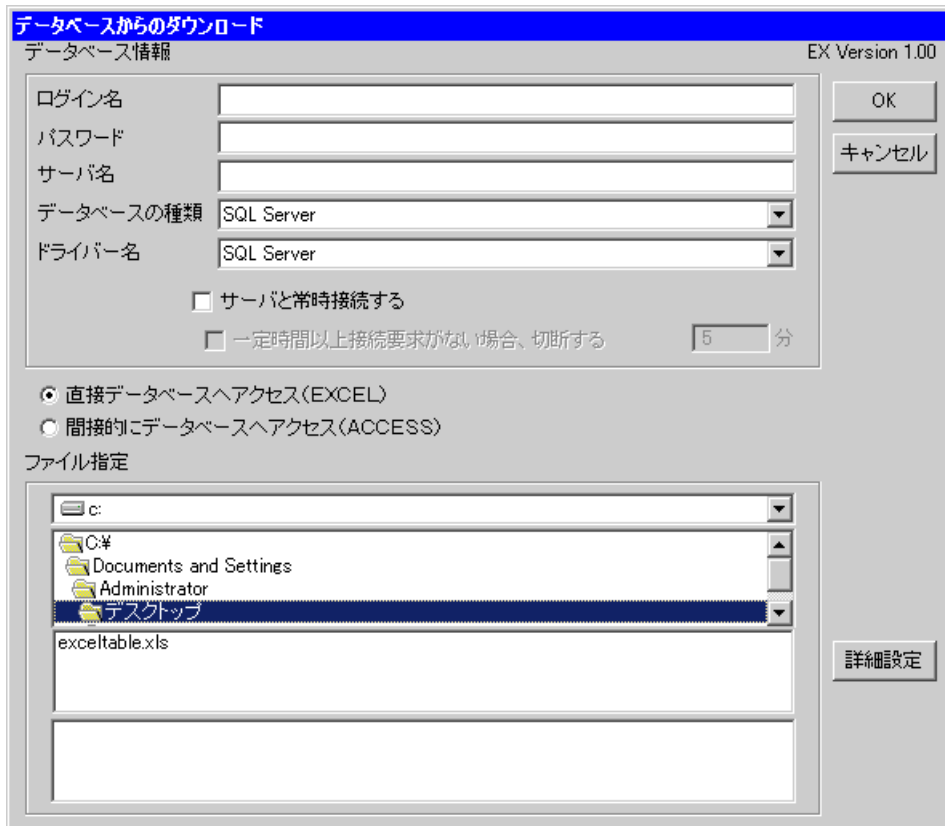 データベースからのダウンロード
データベース情報
EX Version 1.00
ログイン名
OK
パスワード
キャンセル
サーバ名
データベースの種類 SQL Server
ドライバー名 SQL Server
サーバと常時接続する
一定時間以上接続要求がない場合、切断する 5 分
直接データベースへアクセス(EXCEL)
間接的にデータベースへアクセス(ACCESS)
ファイル指定
c:
C:¥
Documents and Settings
Administrator
デスクトップ
exceltable.xls
詳細設定